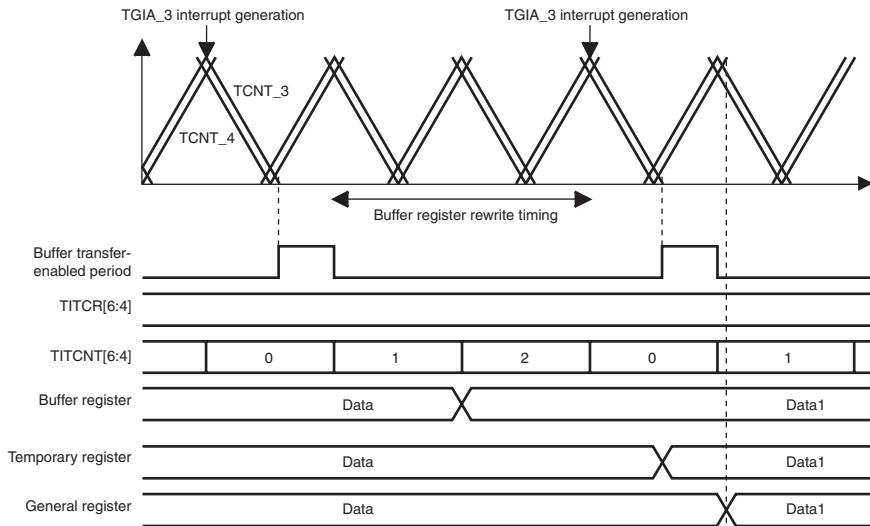 TGIA_3 interrupt generation
TGIA_3 interrupt generation
TCNT_3
TCNT_4
Buffer register rewrite timing
Buffer transfer-
enabled period
TITCR[6:4]
TITCNT[6:4]
0
1
2
0
1
Buffer register
Data
Data1
Temporary register
Data
Data1
General register
Data
Data1